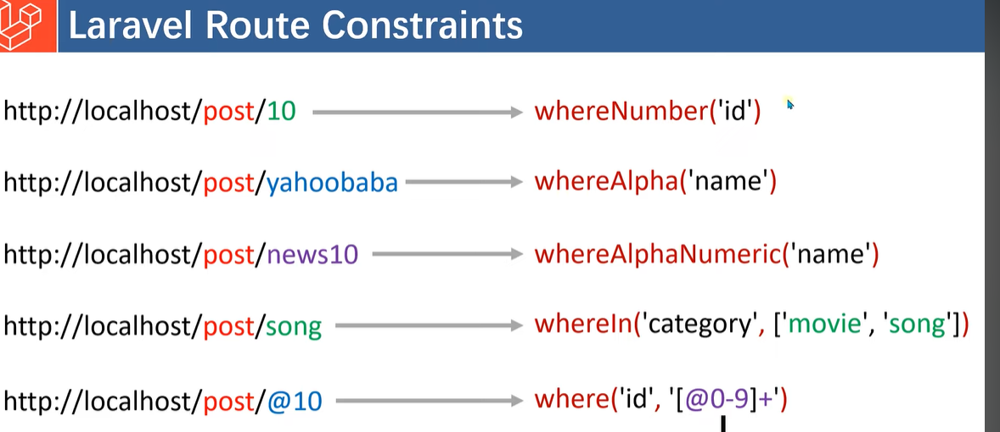 Laravel Route Constraints
http://localhost/post/10 whereNumber('id')
http://localhost/post/yahoobaba whereAlpha('name')
http://localhost/post/news10 whereAlphaNumeric('name')
http://localhost/post/song whereIn('category', ['movie', 'song'])
http://localhost/post/@10 where('id', '[@0-9]+')